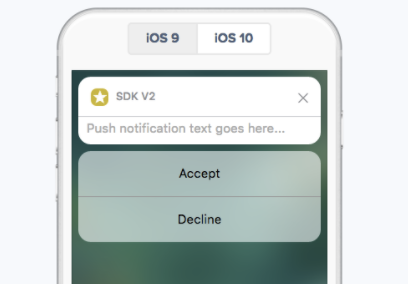 iOS 9 iOS 10
SDK V2
Push notification text goes here...
Accept
Decline